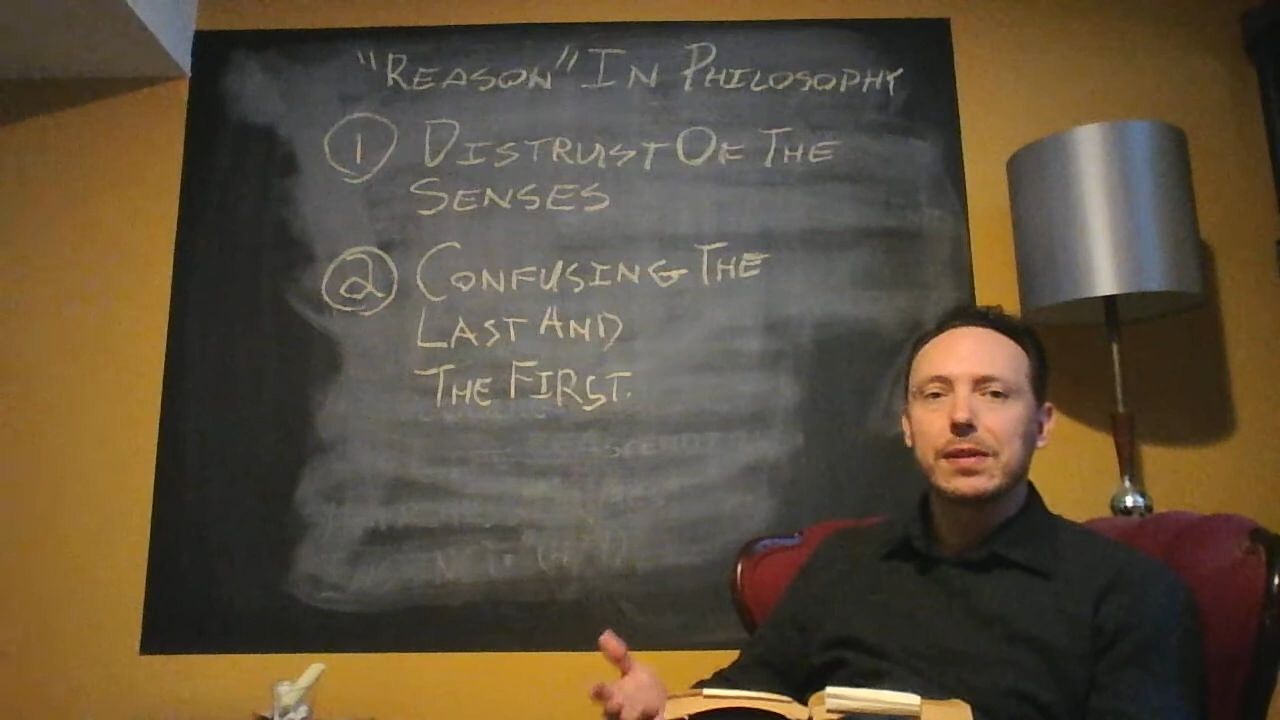 "REASON" IN PHILOSOPHY
1 DISTRUST OF THE
SENSES
2 CONFUSING THE
LAST AND
THE FIRST.